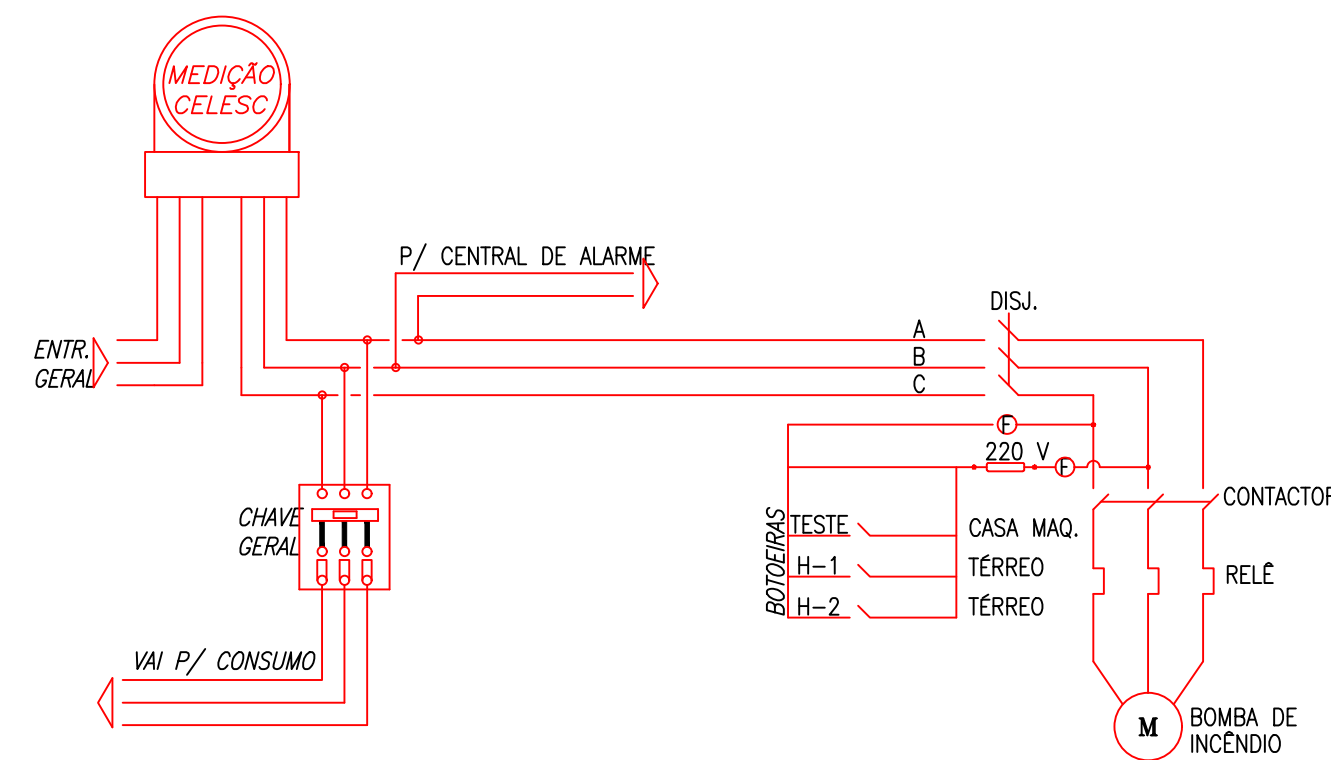 MEDIÇÃO
CELESC
P/ CENTRAL DE ALARME
DISJ.
ENTR.
GERAL
A
B
C
F
220 V
F
CONTACTOR
CHAVE
GERAL
BOTOEIRAS
TESTE
CASA MAQ.
H-1
TÉRREO
H-2
TÉRREO
RELÊ
VAI P/ CONSUMO
M
BOMBA DE
INCÊNDIO